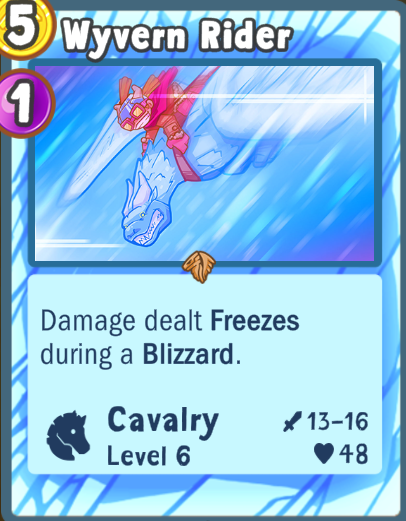 5
Wyvern Rider
1
Damage dealt Freezes
during a Blizzard.
Cavalry
13–16
Level 6
48